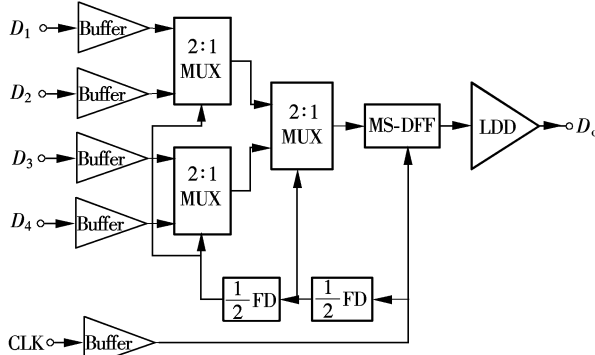 D₁ Buffer
2:1
MUX
D₂ Buffer
2:1
MUX
MS-DFF
LDD
D₃ Buffer
2:1
MUX
D₄ Buffer
1/2 FD
1/2 FD
CLK Buffer